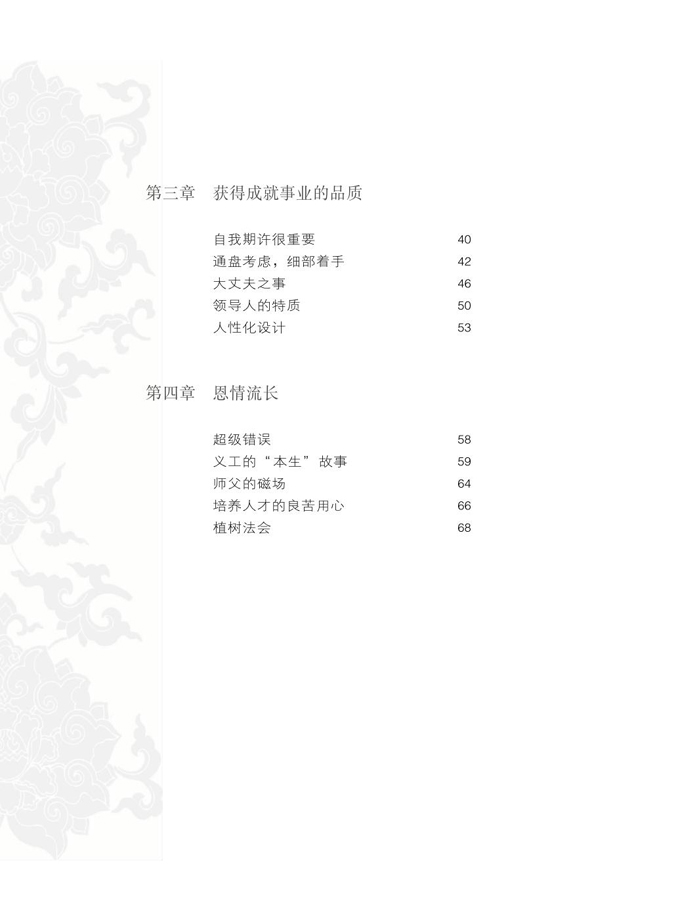 第三章 获得成就事业的品质
自我期许很重要 40
通盘考虑，细部着手 42
大丈夫之事 46
领导人的特质 50
人性化设计 53
第四章 恩情流长
超级错误 58
义工的“本生”故事 59
师父的磁场 64
培养人才的良苦用心 66
植树法会 68